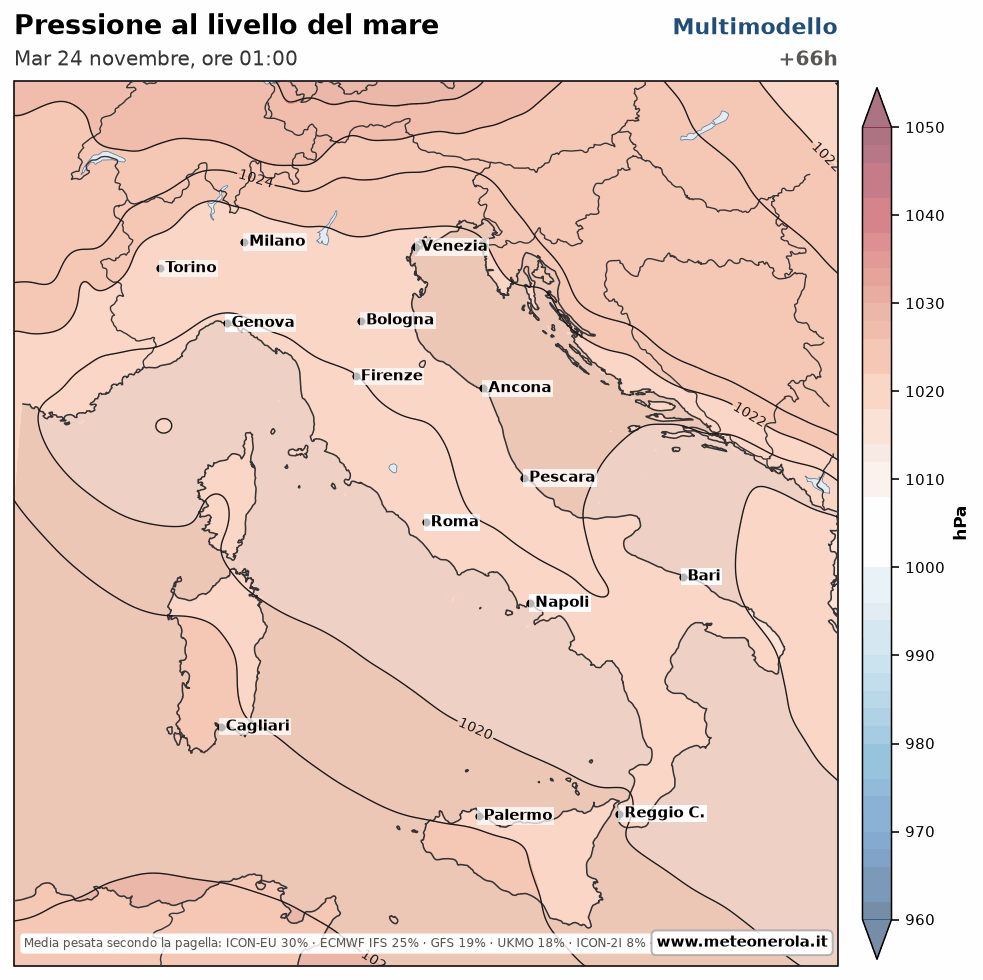 Pressione al livello del mare
Multimodello
Mar 24 novembre, ore 01:00
+66h
1022
1024
Milano
Venezia
Torino
Genova
Bologna
Firenze
Ancona
1022
Pescara
Roma
Bari
Napoli
Cagliari
1020
Palermo
Reggio C.
Media pesata secondo la pagella: ICON-EU 30% · ECMWF IFS 25% · GFS 19% · UKMO 18% · ICON-2I 8%
www.meteonerola.it
1050
1040
1030
1020
1010
1000
990
980
970
960
hPa